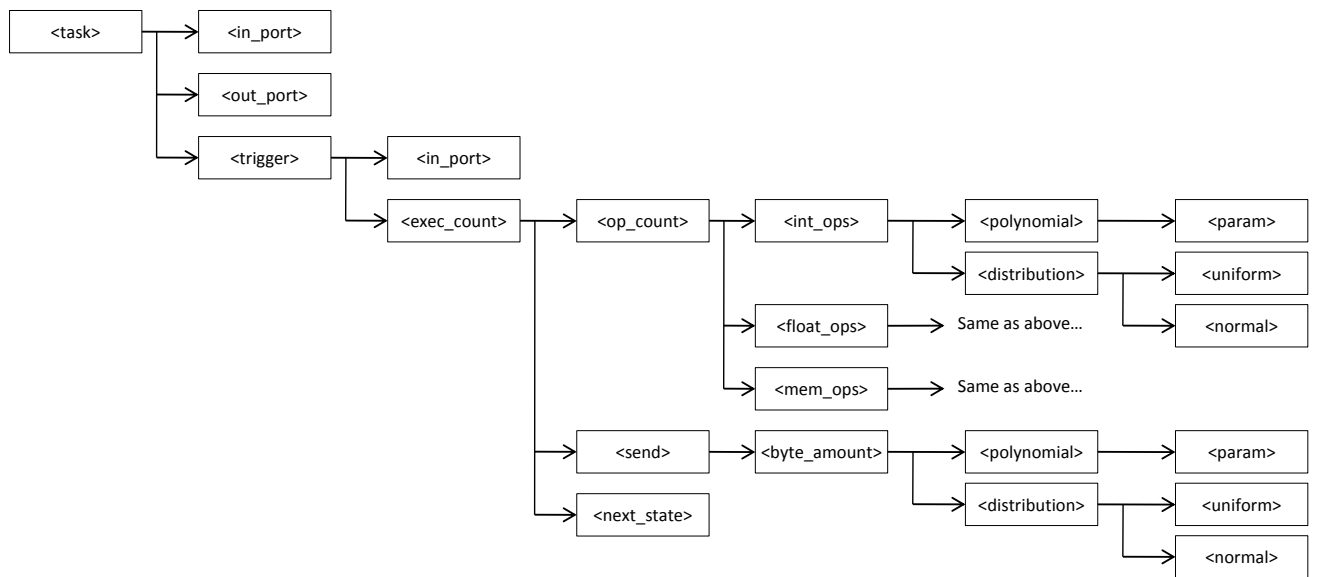 <task> <in_port>
<out_port>
<trigger> <in_port>
<exec_count> <op_count> <int_ops> <polynomial> <param>
<distribution> <uniform>
<float_ops> Same as above... <normal>
<mem_ops> Same as above...
<send> <byte_amount> <polynomial> <param>
<next_state> <distribution> <uniform>
<normal>